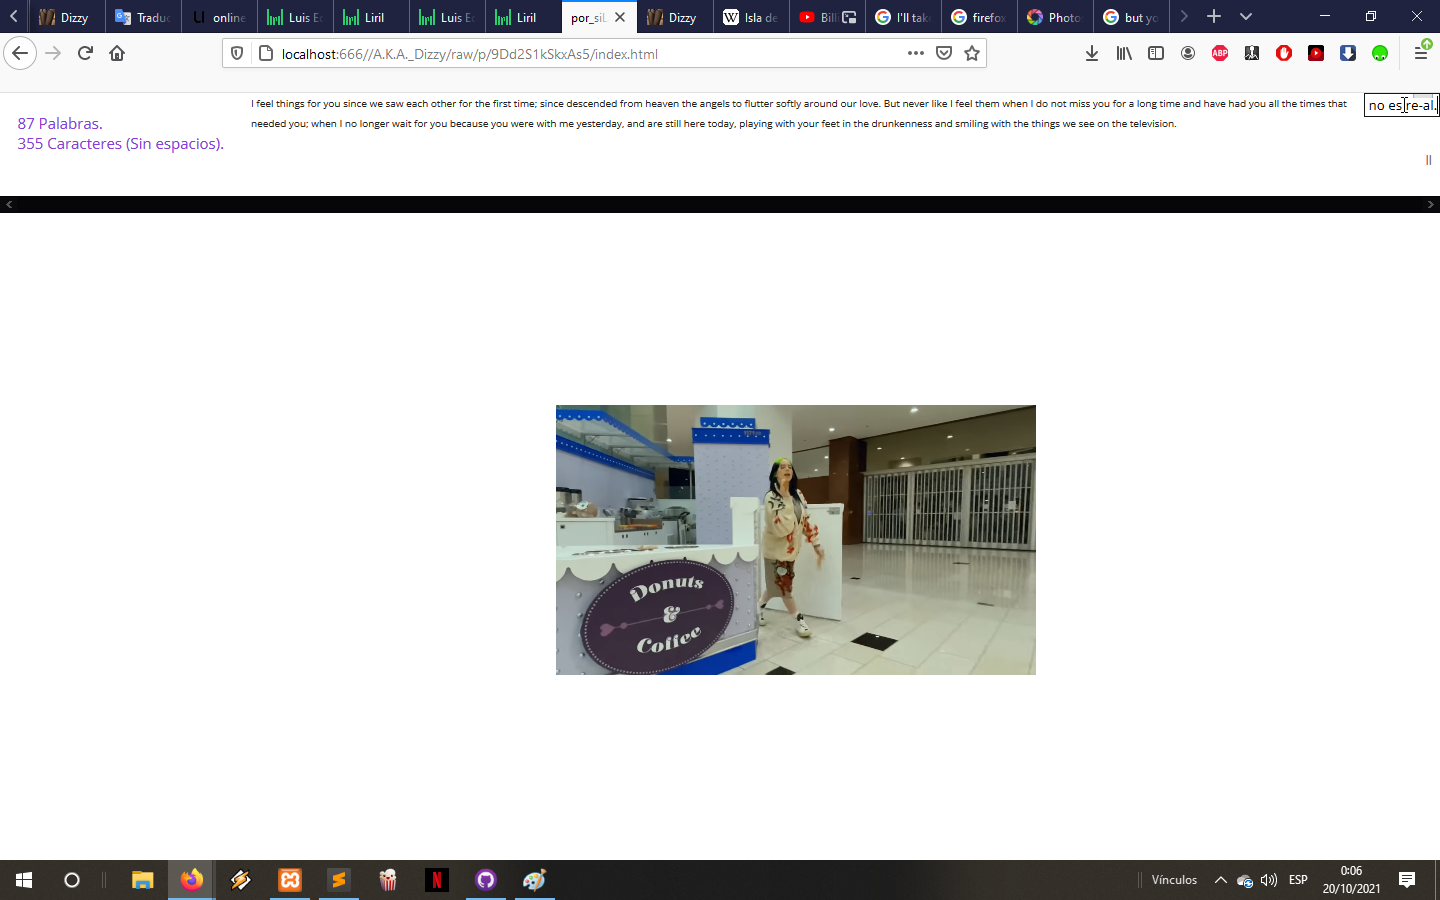 Dizzy
Traduc
online
Luis Ec
Liril
Luis Ec
Liril
por_sil
Dizzy
Isla de
Billi
I'll take
firefox
Photo
but yo
localhost:666//A.K.A._Dizzy/raw/p/9Dd2S1kSkxAs5/index.html
ABP
87 Palabras.
355 Caracteres (Sin espacios).
I feel things for you since we saw each other for the first time; since descended from heaven the angels to flutter softly around our love. But never like I feel them when I do not miss you for a long time and have had you all the times that
needed you; when I no longer wait for you because you were with me yesterday, and are still here today, playing with your feet in the drunkenness and smiling with the things we see on the television.
no es re-al.
||
Donuts
&
Coffee
Vínculos
ESP
0:06
20/10/2021